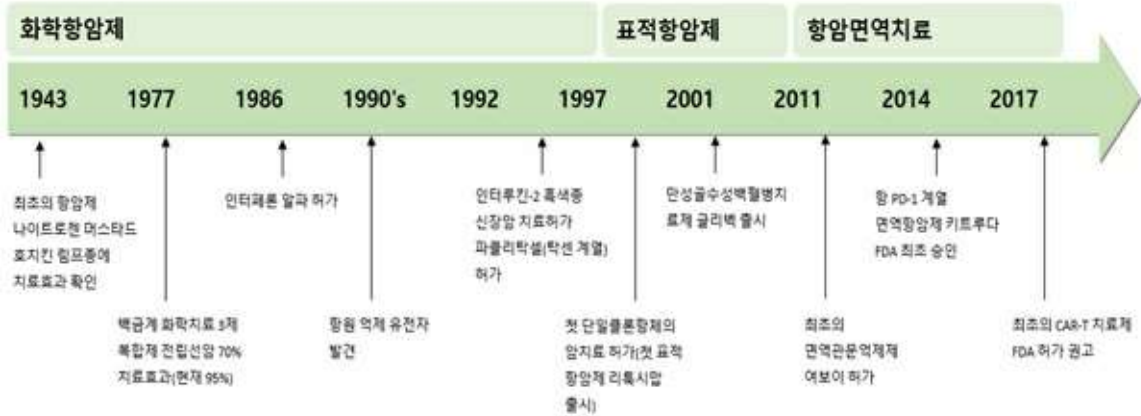 화학항암제
표적항암제
항암면역치료
1943 1977 1986 1990's 1992 1997 2001 2011 2014 2017
최초의 항암제
나이트로젠 머스타드
호치킨 림프종에
치료효과 확인
인터페론 알파 허가
인터루킨-2 흑색종
신장암 치료허가
파클리탁셀(탁센 계열)
허가
만성골수성백혈병치
료제 글리벡 출시
항 PD-1 계열
면역항암제 키트루다
FDA 최초 승인
백금계 화학치료 3제
복합제 전립선암 70%
치료효과(현재 95%)
항원 억제 유전자
발견
첫 단일클론항체의
암치료 허가(첫 표적
항암제 리툭시맙
출시)
최초의
면역관문억제제
여보이 허가
최초의 CAR-T 치료제
FDA 허가 권고